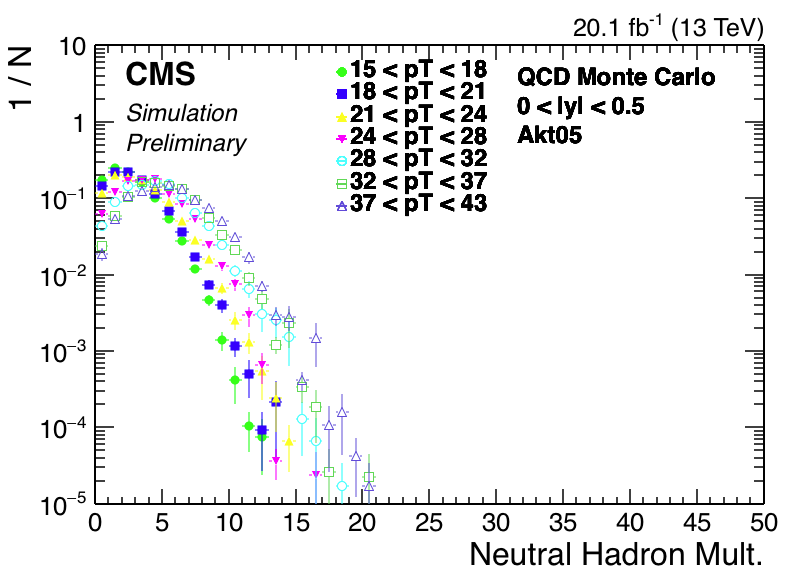 20.1 fb⁻¹ (13 TeV)
1 / N
10
1
10⁻¹
10⁻²
10⁻³
10⁻⁴
10⁻⁵
CMS
Simulation
Preliminary
15 < pT < 18
18 < pT < 21
21 < pT < 24
24 < pT < 28
28 < pT < 32
32 < pT < 37
37 < pT < 43
QCD Monte Carlo
0 < |y| < 0.5
Akt05
0 5 10 15 20 25 30 35 40 45 50
Neutral Hadron Mult.